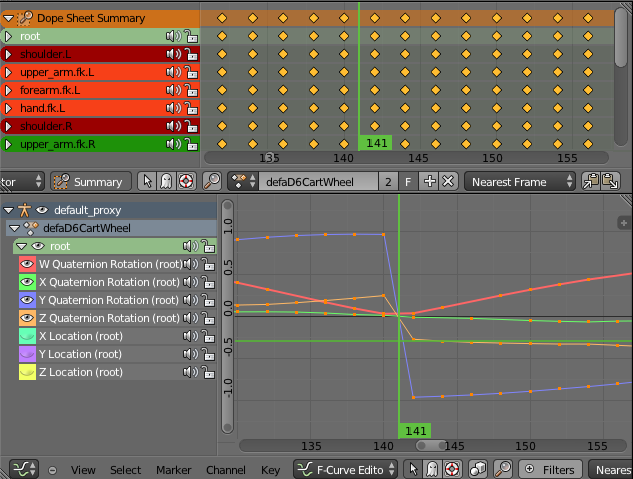 Dope Sheet Summary
root
shoulder.L
upper_arm.fk.L
forearm.fk.L
hand.fk.L
shoulder.R
upper_arm.fk.R
141
135 140 145 150 155
tor Summary defaD6CartWheel 2 F Nearest Frame
default_proxy
defaD6CartWheel
root
W Quaternion Rotation (root)
X Quaternion Rotation (root)
Y Quaternion Rotation (root)
Z Quaternion Rotation (root)
X Location (root)
Y Location (root)
Z Location (root)
1.0
0.5
0.0
-0.5
-1.0
141
135 140 145 150 155
View Select Marker Channel Key F-Curve Edito Filters Neares